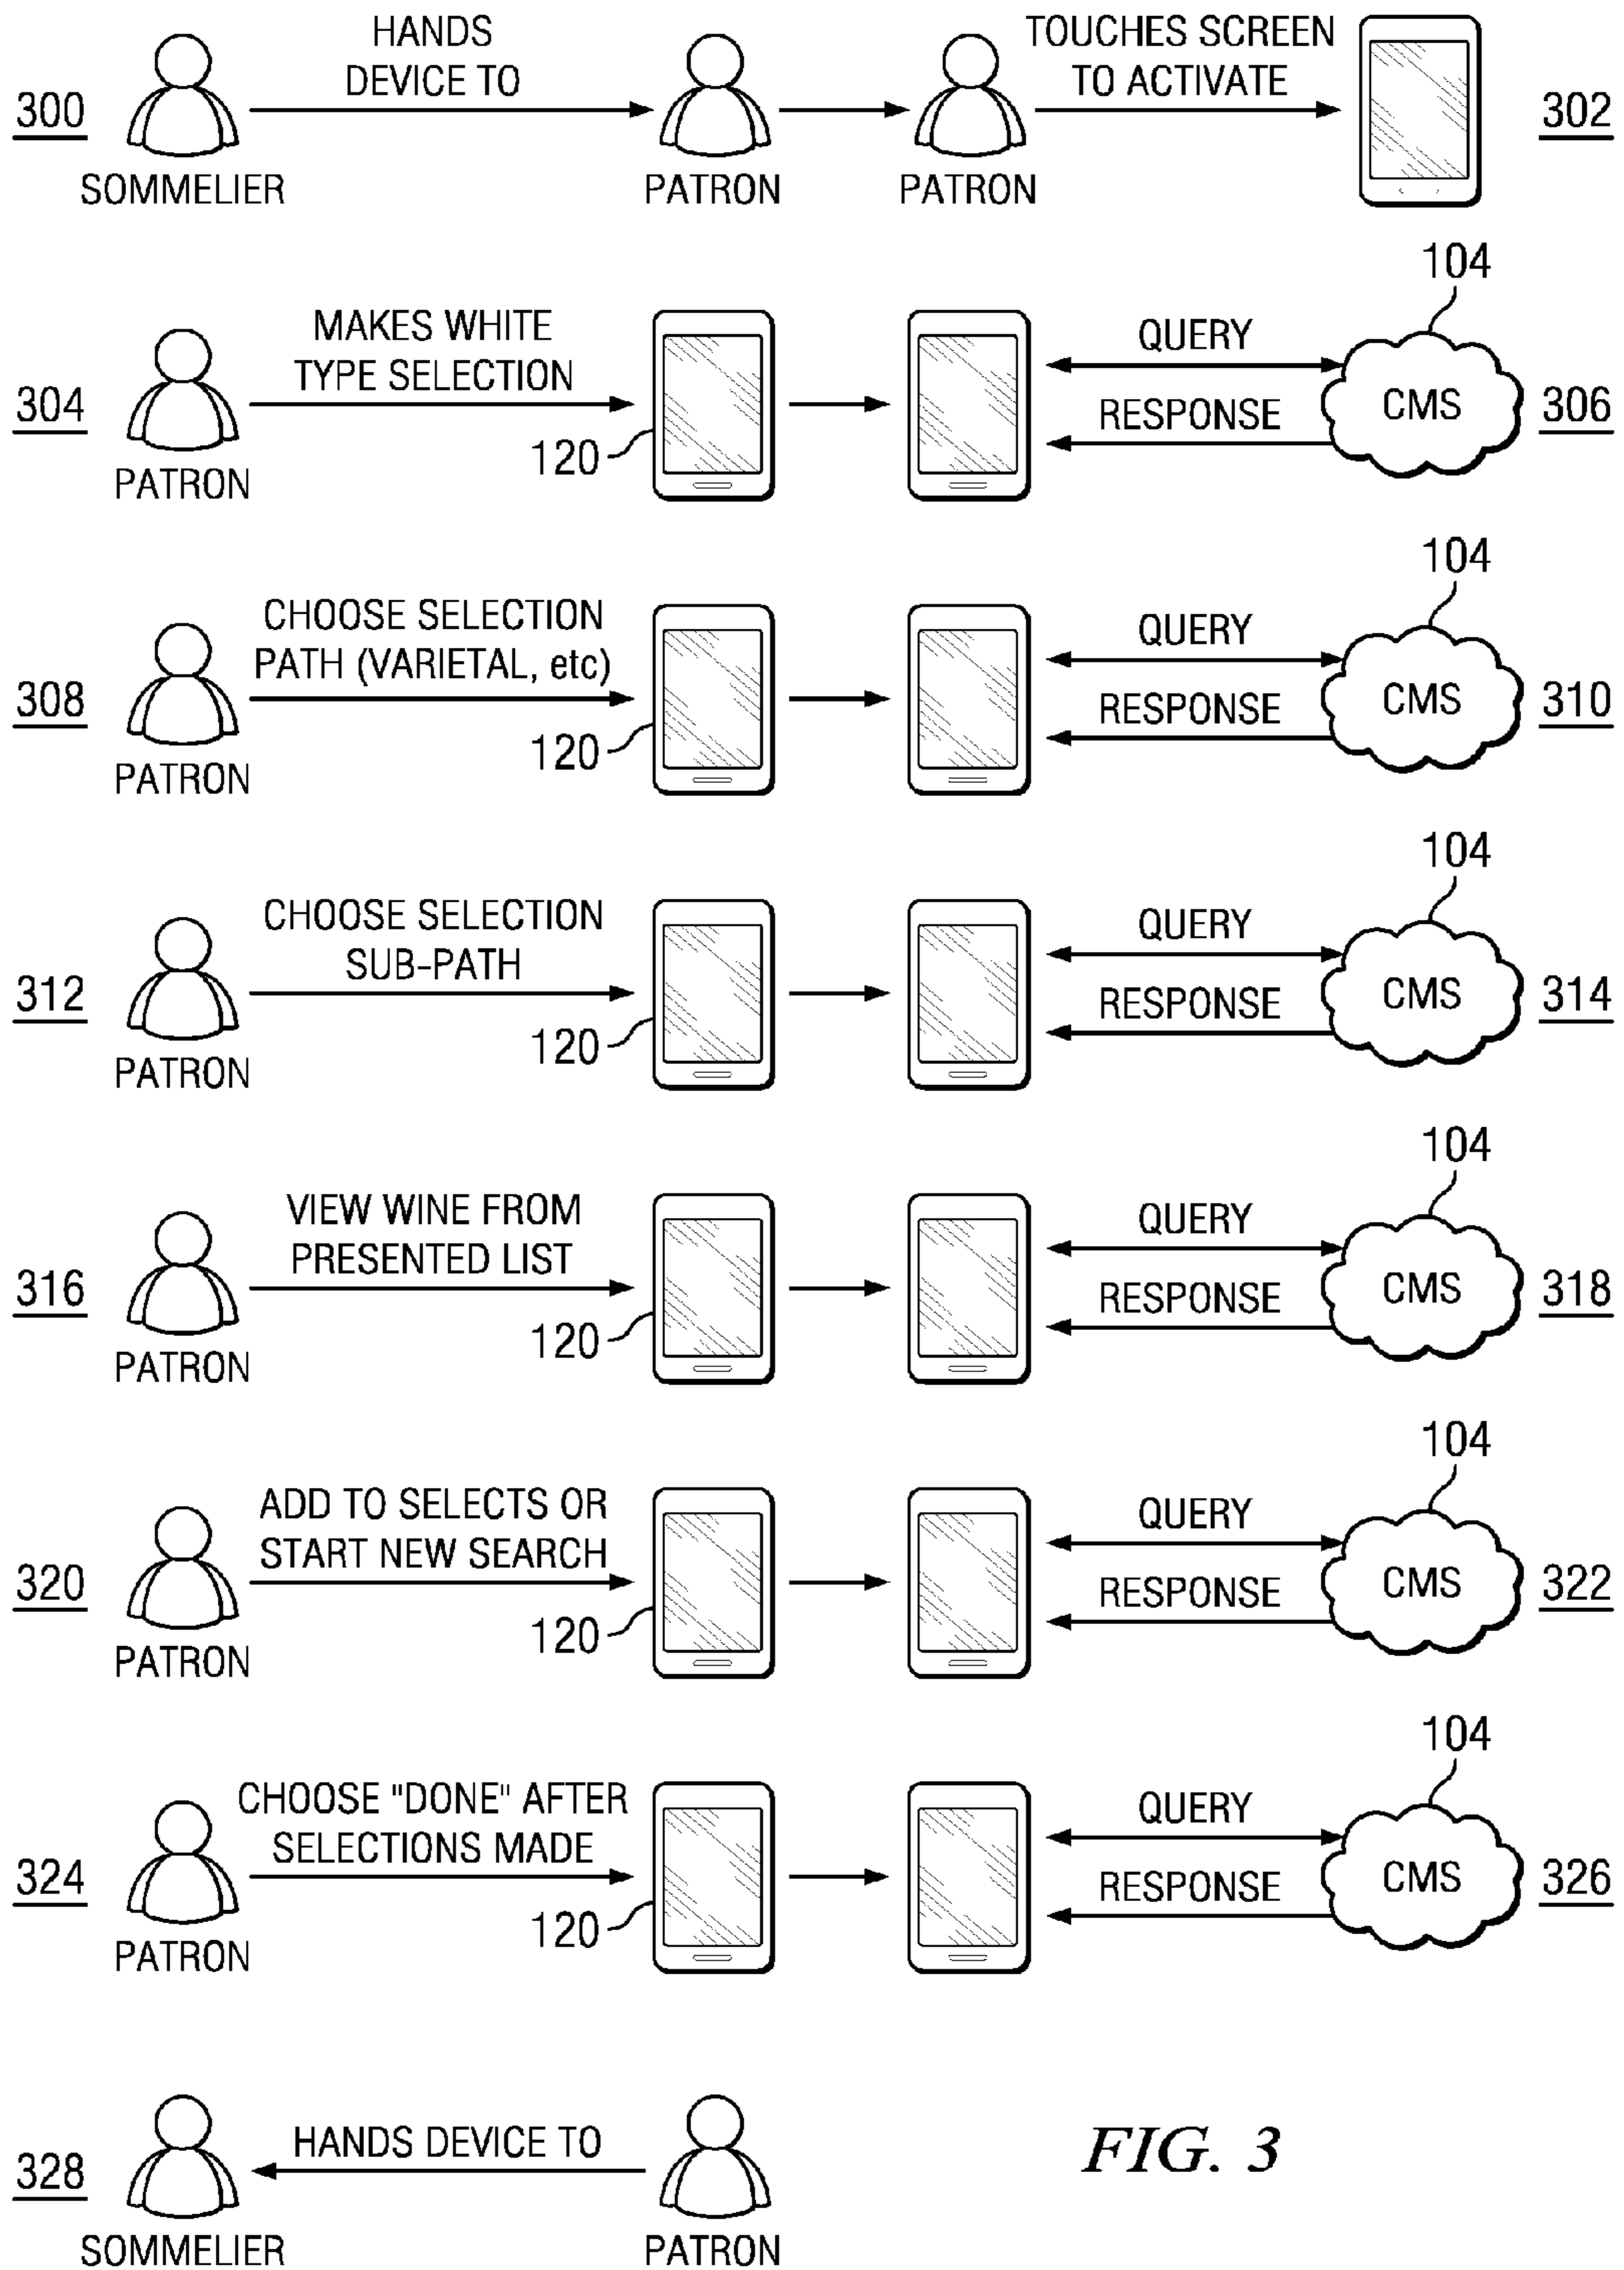 HANDS
DEVICE TO
TOUCHES SCREEN
TO ACTIVATE
300
302
SOMMELIER
PATRON
PATRON
104
MAKES WHITE
TYPE SELECTION
QUERY
304
RESPONSE
CMS
306
120
PATRON
104
CHOOSE SELECTION
PATH (VARIETAL, etc)
QUERY
308
RESPONSE
CMS
310
120
PATRON
104
CHOOSE SELECTION
SUB-PATH
QUERY
312
RESPONSE
CMS
314
120
PATRON
104
VIEW WINE FROM
PRESENTED LIST
QUERY
316
RESPONSE
CMS
318
120
PATRON
104
ADD TO SELECTS OR
START NEW SEARCH
QUERY
320
RESPONSE
CMS
322
120
PATRON
104
CHOOSE "DONE" AFTER
SELECTIONS MADE
QUERY
324
RESPONSE
CMS
326
120
PATRON
HANDS DEVICE TO
328
SOMMELIER
PATRON
FIG. 3